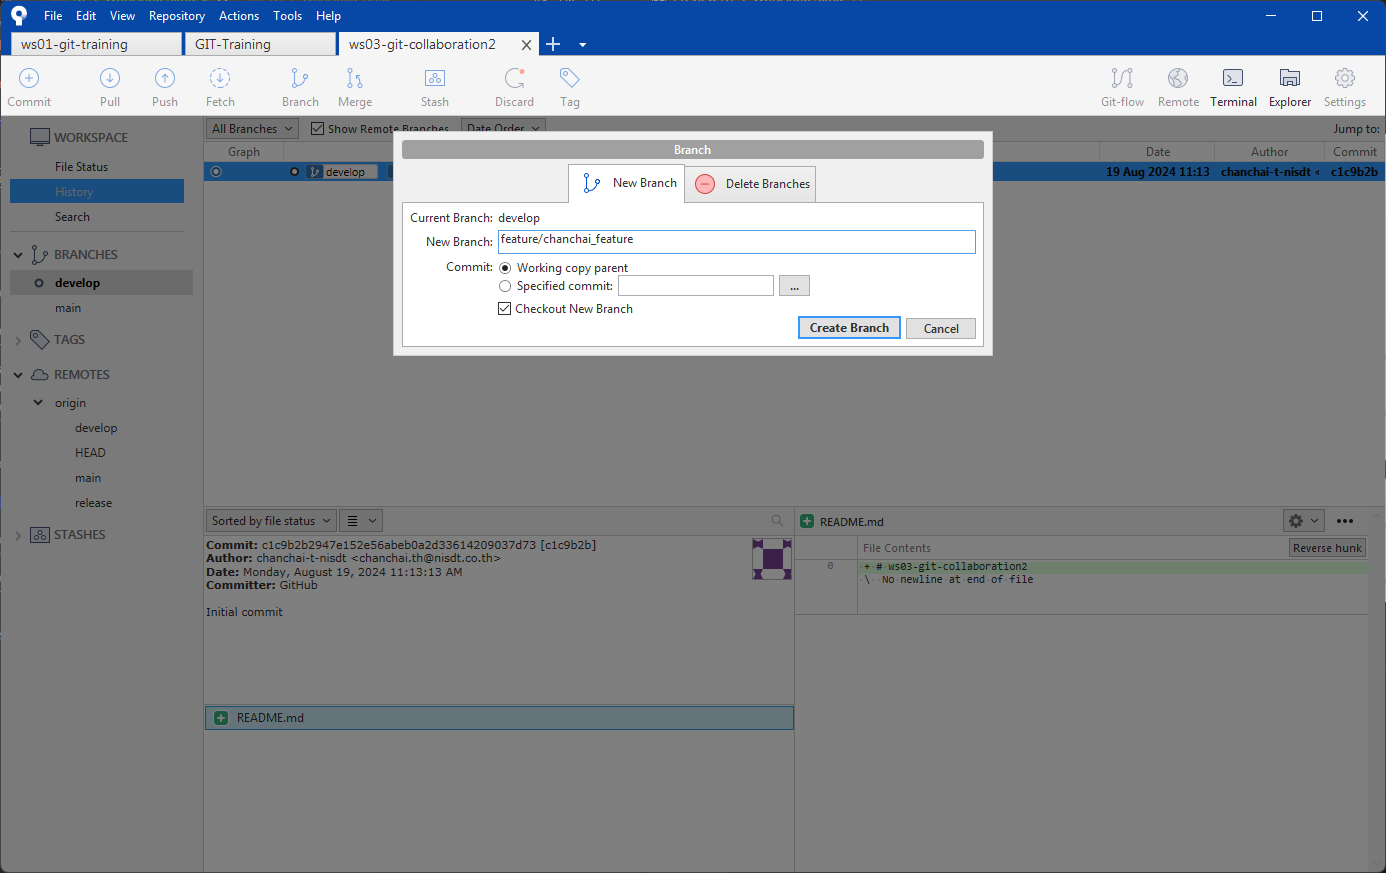 File Edit View Repository Actions Tools Help
ws01-git-training GIT-Training ws03-git-collaboration2
Commit Pull Push Fetch Branch Merge Stash Discard Tag Git-flow Remote Terminal Explorer Settings
All Branches Show Remote Branches Date Order Jump to:
Graph Date Author Commit
develop 19 Aug 2024 11:13 chanchai-t-nisdt < c1c9b2b
WORKSPACE
File Status
History
Search
BRANCHES
develop
main
TAGS
REMOTES
origin
develop
HEAD
main
release
STASHES
Branch
New Branch Delete Branches
Current Branch: develop
New Branch: feature/chanchai_feature
Commit: Working copy parent
Specified commit: ...
Checkout New Branch
Create Branch Cancel
Sorted by file status
Commit: c1c9b2b2947e152e56abeb0a2d33614209037d73 [c1c9b2b]
Author: chanchai-t-nisdt <chanchai.th@nisdt.co.th>
Date: Monday, August 19, 2024 11:13:13 AM
Committer: GitHub
Initial commit
README.md
README.md
File Contents Reverse hunk
0 + # ws03-git-collaboration2
\ No newline at end of file